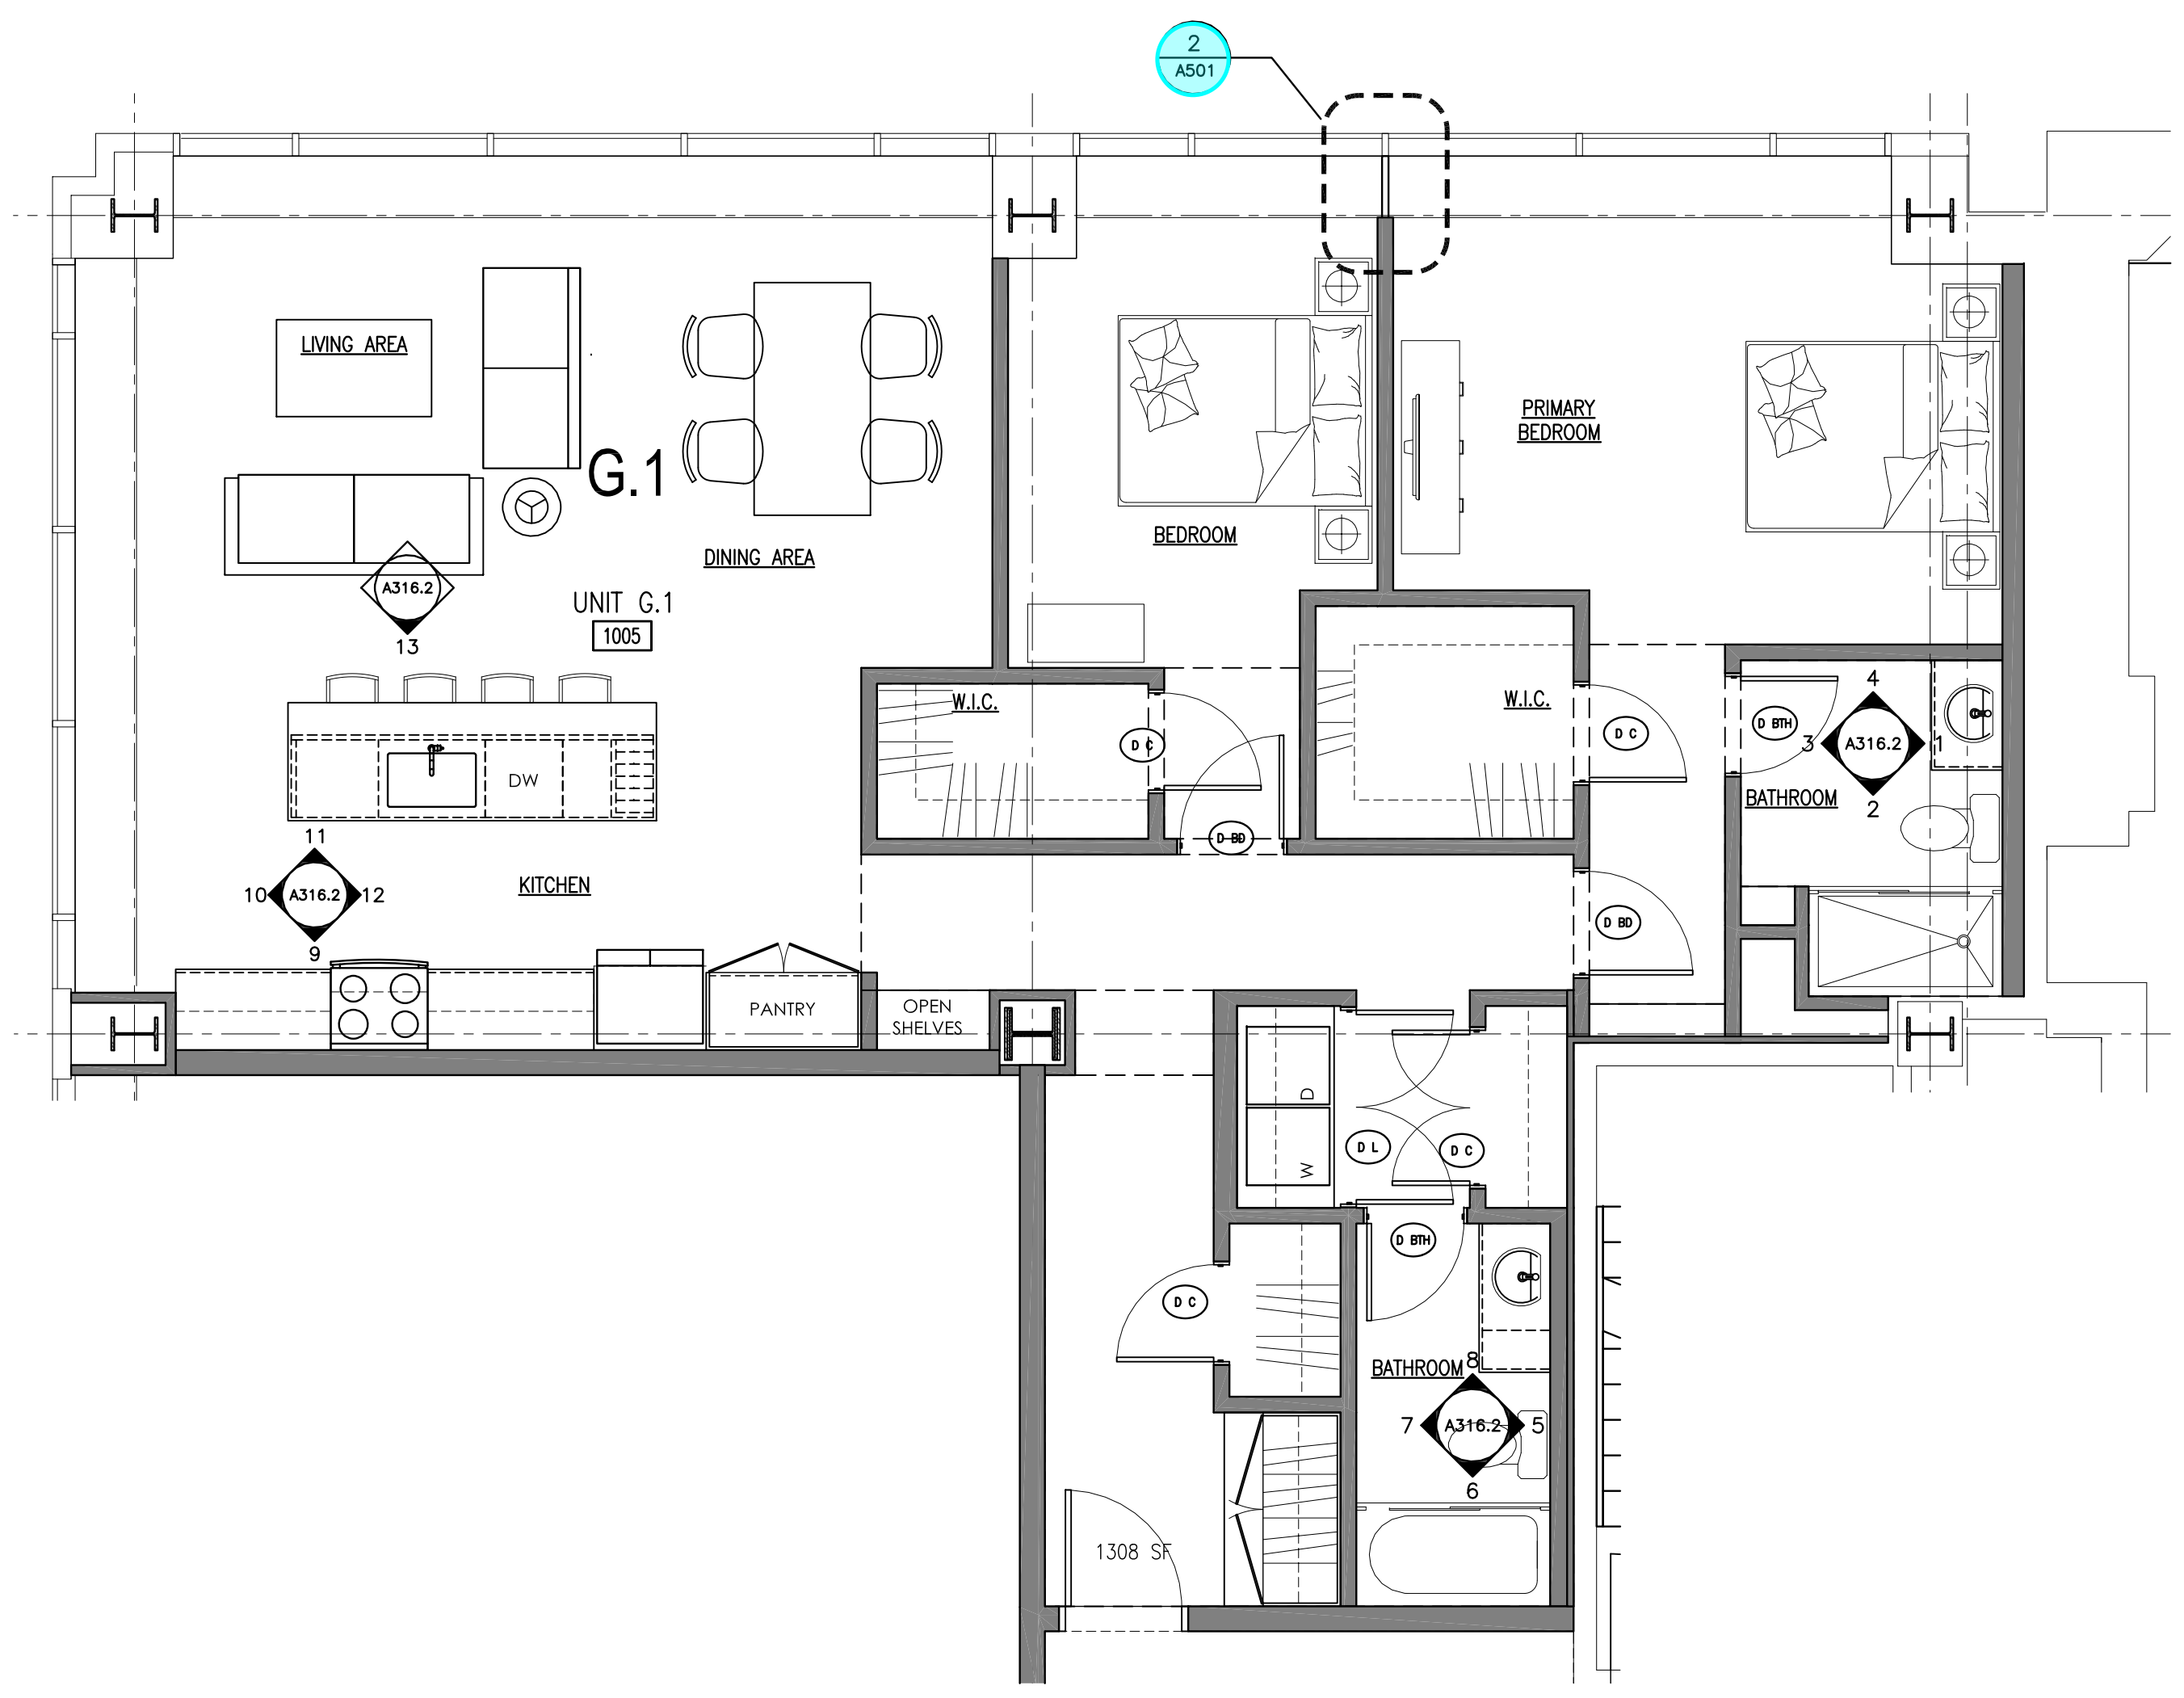 2
A501
LIVING AREA
G.1
PRIMARY
BEDROOM
BEDROOM
DINING AREA
A316.2
13
UNIT G.1
1005
W.I.C.
W.I.C.
D C
D C
D BTH
4
3
A316.2
1
2
BATHROOM
DW
D BD
11
10
A316.2
12
9
KITCHEN
D BD
PANTRY
OPEN
SHELVES
D
W
D L
D C
D BTH
D C
BATHROOM
8
7
A316.2
5
6
1308 SF